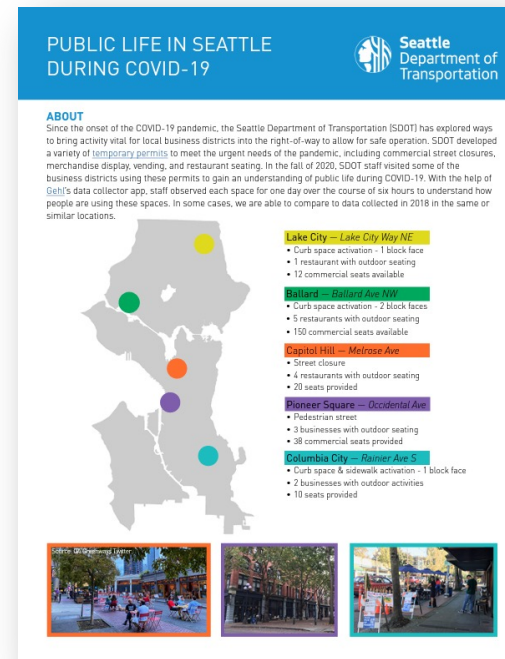 PUBLIC LIFE IN SEATTLE
DURING COVID-19
Seattle
Department of
Transportation
ABOUT
Since the onset of the COVID-19 pandemic, the Seattle Department of Transportation (SDOT) has explored ways
to bring activity vital for local business districts into the right-of-way to allow for safe operation. SDOT developed
a variety of temporary permits to meet the urgent needs of the pandemic, including commercial street closures,
merchandise display, vending, and restaurant seating. In the fall of 2020, SDOT staff visited some of the
business districts using these permits to gain an understanding of public life during COVID-19. With the help of
Gehl's data collector app, staff observed each space for one day over the course of six hours to understand how
people are using these spaces. In some cases, we are able to compare to data collected in 2018 in the same or
similar locations.
Lake City — Lake City Way NE
• Curb space activation - 1 block face
• 1 restaurant with outdoor seating
• 12 commercial seats available
Ballard — Ballard Ave NW
• Curb space activation - 2 block faces
• 5 restaurants with outdoor seating
• 150 commercial seats available
Capitol Hill — Melrose Ave
• Street closure
• 4 restaurants with outdoor seating
• 20 seats provided
Pioneer Square — Occidental Ave
• Pedestrian street
• 3 businesses with outdoor seating
• 38 commercial seats provided
Columbia City — Rainier Ave S
• Curb space & sidewalk activation - 1 block face
• 2 businesses with outdoor activities
• 10 seats provided
Greenways Twitter